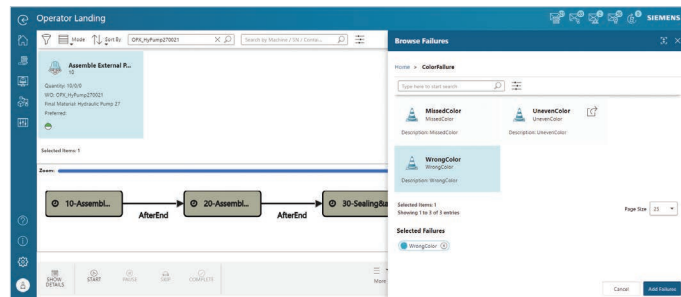 Operator Landing
SIEMENS
Mode
Sort By
OPX_HyPump270021
Search by Machine / SN / Conta...
Assemble External P...
10
Quantity: 10/0/0
WO: OPX_HyPump270021
Final Material: Hydraulic Pump 27
Preferred:
Selected Items: 1
Zoom:
10-Assembl...
AfterEnd
20-Assembl...
AfterEnd
30-Sealing&u
SHOW DETAILS
START
PAUSE
SKIP
COMPLETE
More
Browse Failures
Home > ColorFailure
Type here to start search
MissedColor
MissedColor
Description: MissedColor
UnevenColor
UnevenColor
Description: UnevenColor
WrongColor
WrongColor
Description: WrongColor
Selected Items: 1
Showing 1 to 3 of 3 entries
Page Size 25
Selected Failures
WrongColor
Cancel
Add Failures